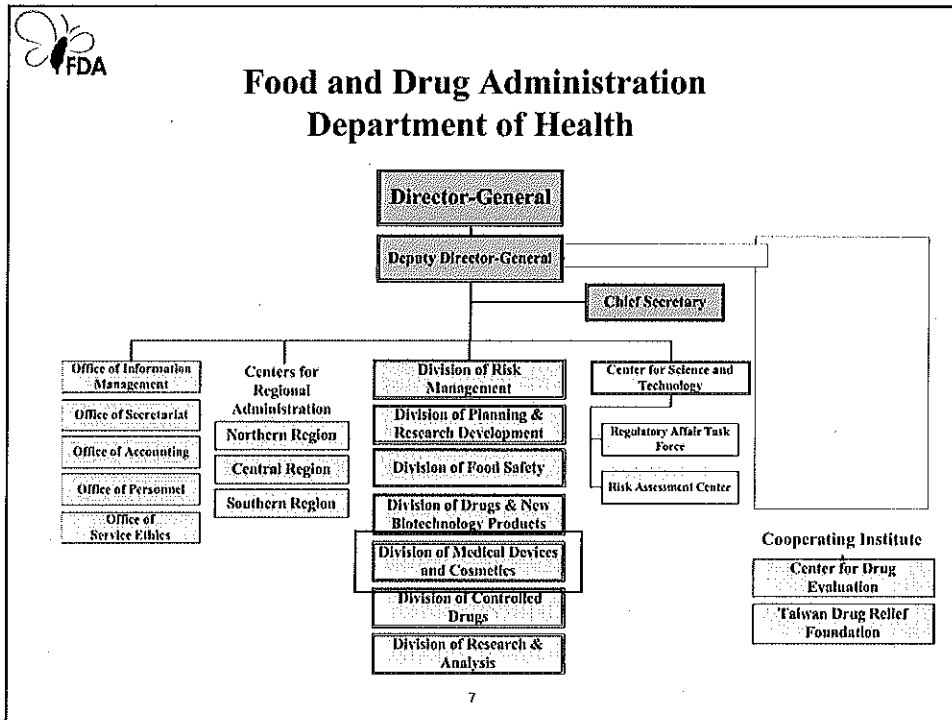 TFDA
Food and Drug Administration
Department of Health
Director-General
Deputy Director-General
Chief Secretary
Office of Information
Management
Office of Secretariat
Office of Accounting
Office of Personnel
Office of
Service Ethics
Centers for
Regional
Administration
Northern Region
Central Region
Southern Region
Division of Risk
Management
Division of Planning &
Research Development
Division of Food Safety
Division of Drugs & New
Biotechnology Products
Division of Medical Devices
and Cosmetics
Division of Controlled
Drugs
Division of Research &
Analysis
Center for Science and
Technology
Regulatory Affair Task
Force
Risk Assessment Center
Cooperating Institute
Center for Drug
Evaluation
Taiwan Drug Relief
Foundation
7